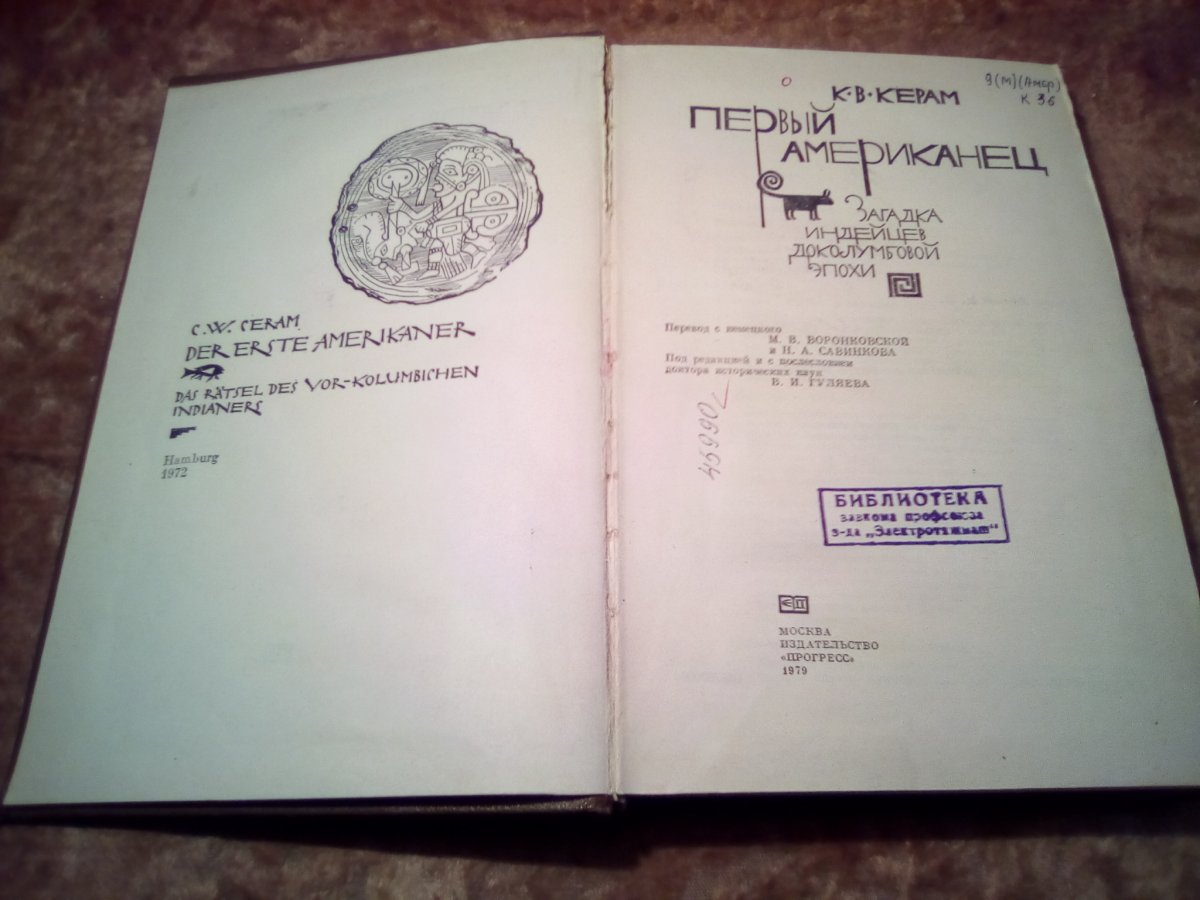 C.W. CERAM
DER ERSTE AMERIKANER
DAS RÄTSEL DES VOR-KOLUMBISCHEN
INDIANERS
Hamburg
1972
9(М)(Амер)
К 36
К·В·КЕРАМ
ПЕРВЫЙ
АМЕРИКАНЕЦ
ЗАГАДКА
ИНДЕЙЦЕВ
ДОКОЛУМБОВОЙ
ЭПОХИ
Перевод с немецкого
М. В. ВОРОНКОВСКОЙ
и Н. А. САВИНКОВА
Под редакцией и с послесловием
доктора исторических наук
В. И. ГУЛЯЕВА
45990
БИБЛИОТЕКА
завкома профсоюза
з-да „Электротяжмаш“
МОСКВА
ИЗДАТЕЛЬСТВО
«ПРОГРЕСС»
1979